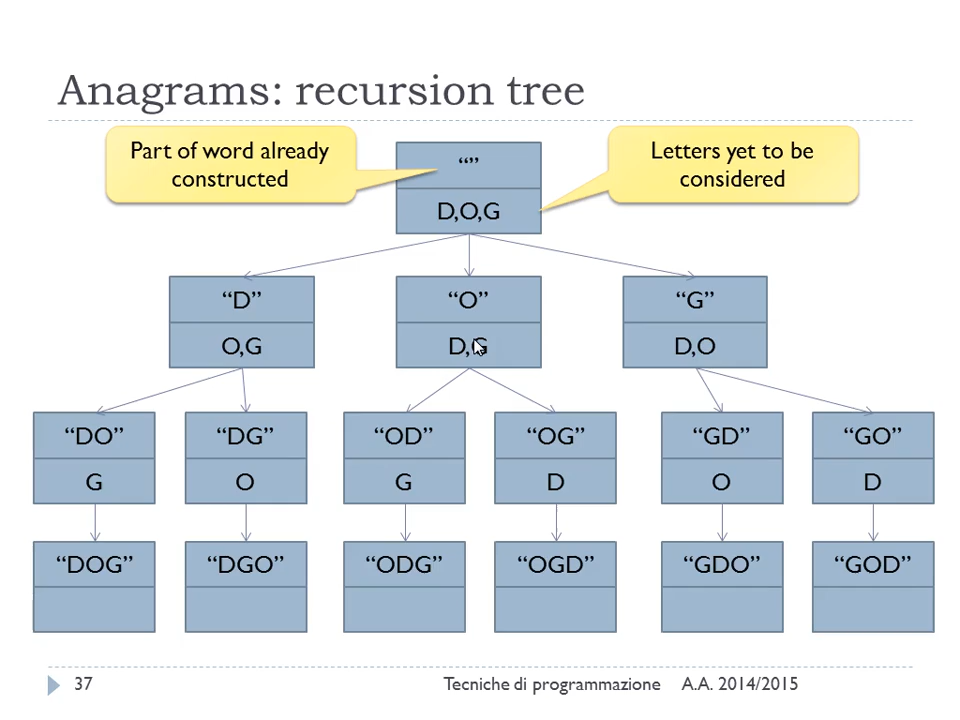 Anagrams: recursion tree
Part of word already
constructed
Letters yet to be
considered
“”
D,O,G
“D”
O,G
“O”
D,G
“G”
D,O
“DO”
G
“DG”
O
“OD”
G
“OG”
D
“GD”
O
“GO”
D
“DOG”
“DGO”
“ODG”
“OGD”
“GDO”
“GOD”
37
Tecniche di programmazione
A.A. 2014/2015